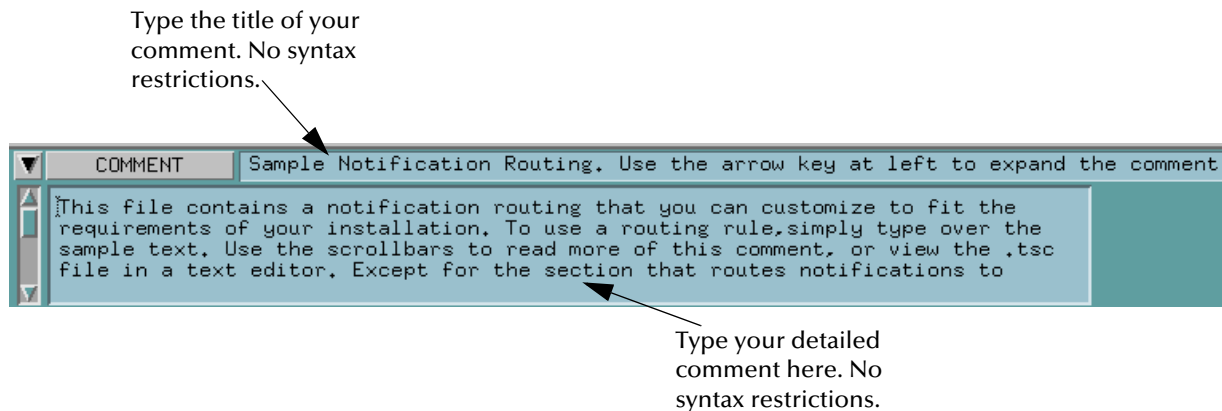 Type the title of your
comment. No syntax
restrictions.
COMMENT
Sample Notification Routing. Use the arrow key at left to expand the comment
This file contains a notification routing that you can customize to fit the
requirements of your installation. To use a routing rule,simply type over the
sample text. Use the scrollbars to read more of this comment, or view the .tsc
file in a text editor. Except for the section that routes notifications to
Type your detailed
comment here. No
syntax restrictions.